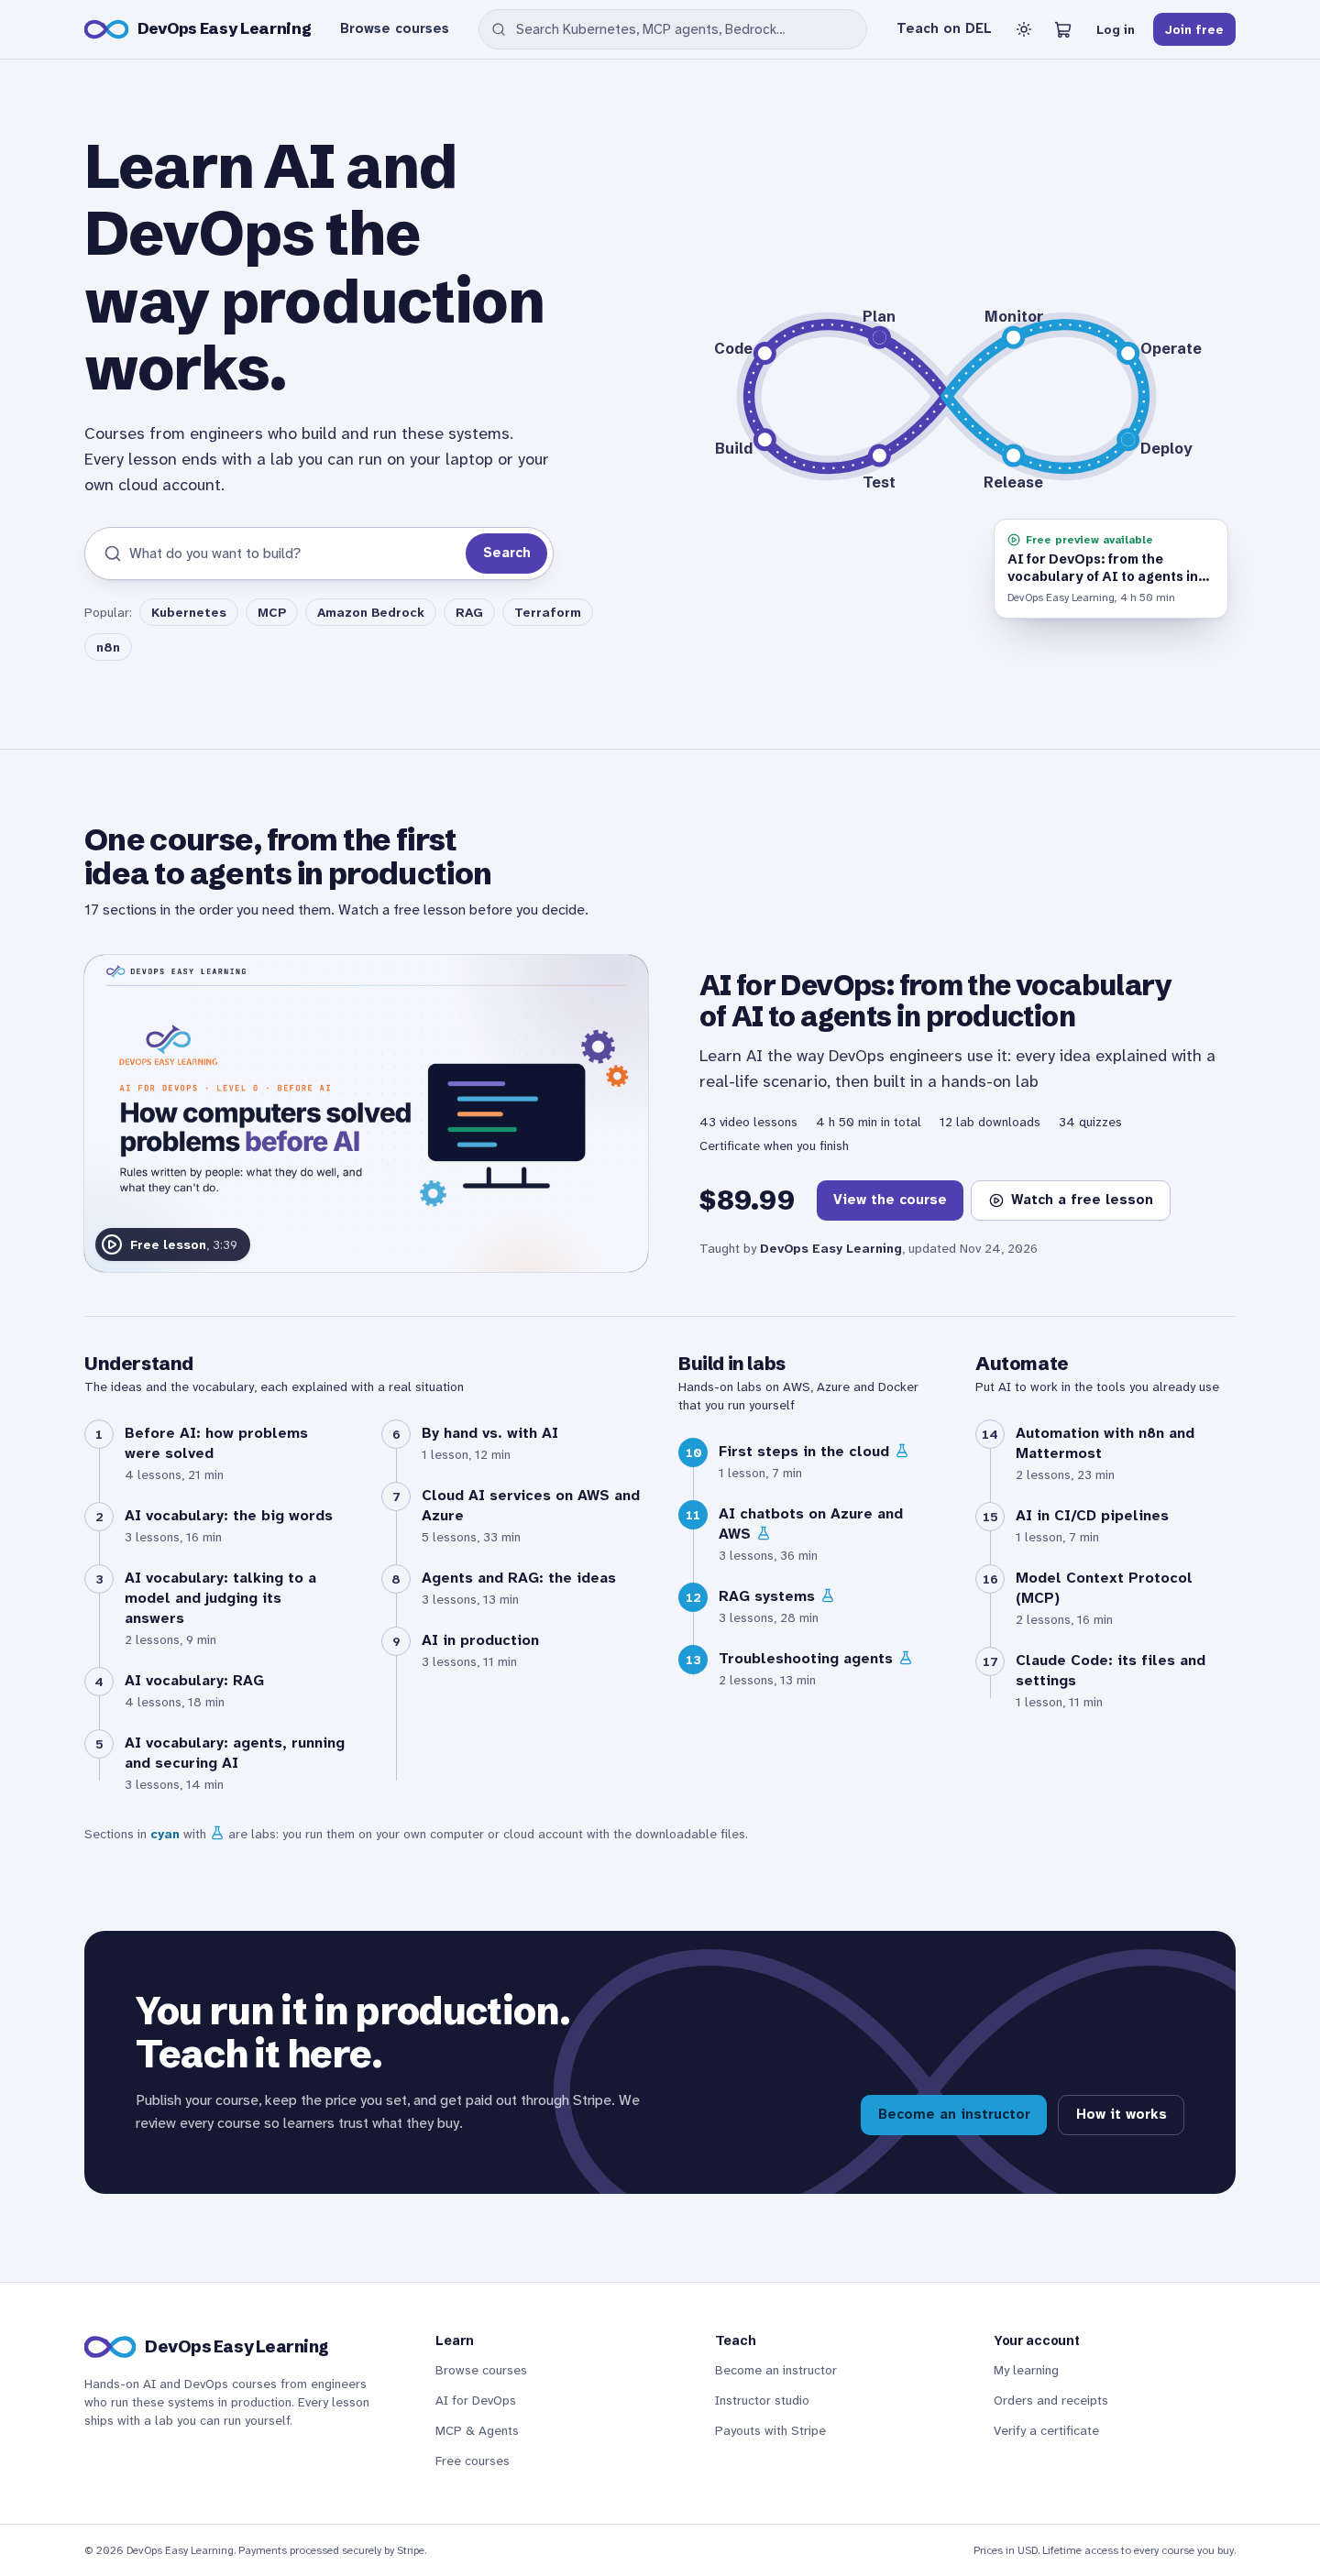 DevOps Easy Learning
Browse courses
Search Kubernetes, MCP agents, Bedrock...
Teach on DEL
Log in
Join free
Learn AI and
DevOps the
way production
works.
Courses from engineers who build and run these systems.
Every lesson ends with a lab you can run on your laptop or your
own cloud account.
What do you want to build?
Search
Popular:
Kubernetes
MCP
Amazon Bedrock
RAG
Terraform
n8n
Plan
Monitor
Code
Operate
Build
Deploy
Test
Release
Free preview available
AI for DevOps: from the
vocabulary of AI to agents in...
DevOps Easy Learning, 4 h 50 min
One course, from the first
idea to agents in production
17 sections in the order you need them. Watch a free lesson before you decide.
DEVOPS EASY LEARNING
DEVOPS EASY LEARNING
AI FOR DEVOPS · LEVEL 0 · BEFORE AI
How computers solved
problems before AI
Rules written by people: what they do well, and
what they can't do.
Free lesson, 3:39
AI for DevOps: from the vocabulary
of AI to agents in production
Learn AI the way DevOps engineers use it: every idea explained with a
real-life scenario, then built in a hands-on lab
43 video lessons
4 h 50 min in total
12 lab downloads
34 quizzes
Certificate when you finish
$89.99
View the course
Watch a free lesson
Taught by DevOps Easy Learning, updated Nov 24, 2026
Understand
The ideas and the vocabulary, each explained with a real situation
1
Before AI: how problems
were solved
4 lessons, 21 min
2
AI vocabulary: the big words
3 lessons, 16 min
3
AI vocabulary: talking to a
model and judging its
answers
2 lessons, 9 min
4
AI vocabulary: RAG
4 lessons, 18 min
5
AI vocabulary: agents, running
and securing AI
3 lessons, 14 min
6
By hand vs. with AI
1 lesson, 12 min
7
Cloud AI services on AWS and
Azure
5 lessons, 33 min
8
Agents and RAG: the ideas
3 lessons, 13 min
9
AI in production
3 lessons, 11 min
Build in labs
Hands-on labs on AWS, Azure and Docker
that you run yourself
10
First steps in the cloud
1 lesson, 7 min
11
AI chatbots on Azure and
AWS
3 lessons, 36 min
12
RAG systems
3 lessons, 28 min
13
Troubleshooting agents
2 lessons, 13 min
Automate
Put AI to work in the tools you already use
14
Automation with n8n and
Mattermost
2 lessons, 23 min
15
AI in CI/CD pipelines
1 lesson, 7 min
16
Model Context Protocol
(MCP)
2 lessons, 16 min
17
Claude Code: its files and
settings
1 lesson, 11 min
Sections in cyan with are labs: you run them on your own computer or cloud account with the downloadable files.
You run it in production.
Teach it here.
Publish your course, keep the price you set, and get paid out through Stripe. We
review every course so learners trust what they buy.
Become an instructor
How it works
DevOps Easy Learning
Hands-on AI and DevOps courses from engineers
who run these systems in production. Every lesson
ships with a lab you can run yourself.
Learn
Browse courses
AI for DevOps
MCP & Agents
Free courses
Teach
Become an instructor
Instructor studio
Payouts with Stripe
Your account
My learning
Orders and receipts
Verify a certificate
© 2026 DevOps Easy Learning. Payments processed securely by Stripe.
Prices in USD. Lifetime access to every course you buy.